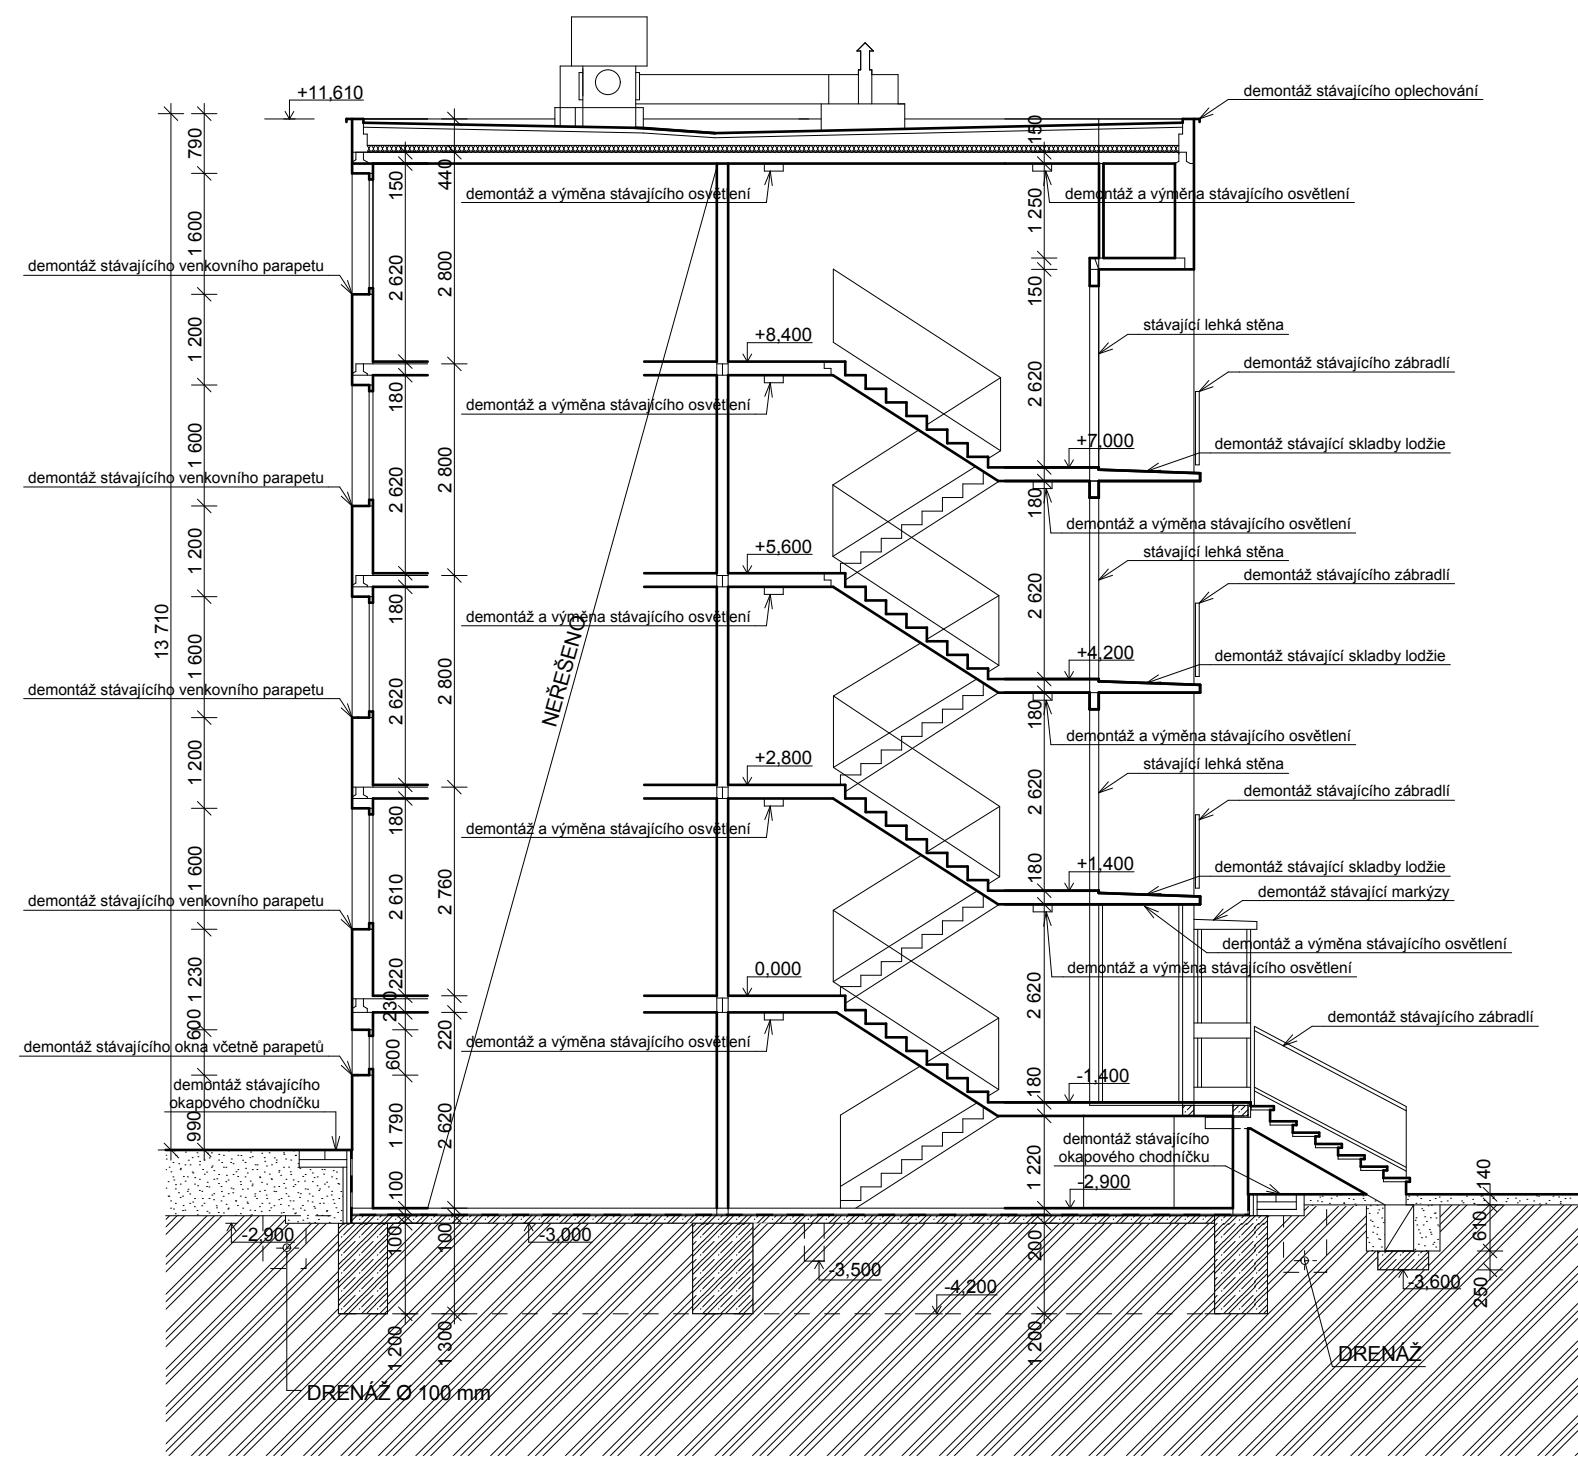 +11,610
demontáž stávajícího oplechování
790
150
440
150
demontáž a výměna stávajícího osvětlení
demontáž a výměna stávajícího osvětlení
1 600
1 250
demontáž stávajícího venkovního parapetu
2 620
2 800
150
1 200
+8,400
stávající lehká stěna
demontáž stávajícího zábradlí
180
2 620
demontáž a výměna stávajícího osvětlení
1 600
+7,000
demontáž stávající skladby lodžie
demontáž stávajícího venkovního parapetu
2 620
2 800
180
demontáž a výměna stávajícího osvětlení
1 200
+5,600
stávající lehká stěna
demontáž stávajícího zábradlí
180
2 620
demontáž a výměna stávajícího osvětlení
13 710
NEŘEŠENO
1 600
+4,200
demontáž stávající skladby lodžie
demontáž stávajícího venkovního parapetu
2 620
2 800
180
demontáž a výměna stávajícího osvětlení
1 200
+2,800
stávající lehká stěna
2 620
demontáž stávajícího zábradlí
180
demontáž a výměna stávajícího osvětlení
1 600
180
+1,400
demontáž stávající skladby lodžie
demontáž stávající markýzy
demontáž stávajícího venkovního parapetu
2 610
2 760
demontáž a výměna stávajícího osvětlení
demontáž a výměna stávajícího osvětlení
1 230
220
0,000
2 620
230
600
220
demontáž stávajícího zábradlí
demontáž stávajícího okna včetně parapetů
600
demontáž a výměna stávajícího osvětlení
180
-1,400
demontáž stávajícího
okapového chodníčku
990
1 790
2 620
demontáž stávajícího
okapového chodníčku
1 220
140
100
-2,900
-2,900
100
100
-3,000
200
610
-3,500
-3,600
250
-4,200
1 200
1 300
1 200
DRENÁŽ
DRENÁŽ O 100 mm